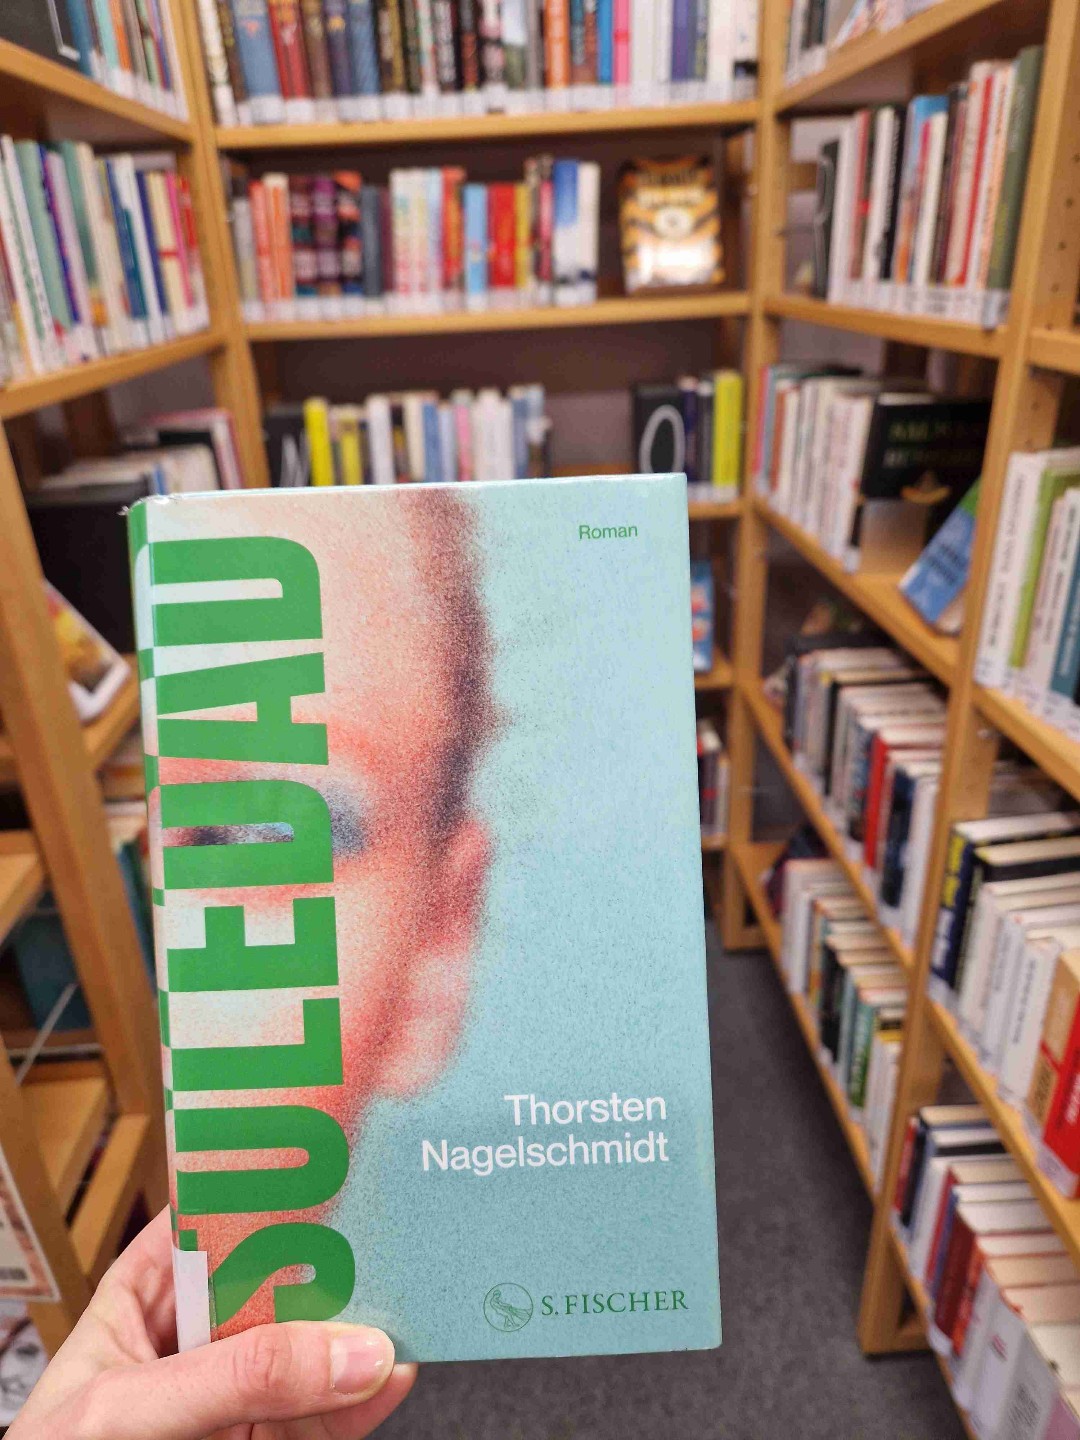 Roman
SOLEDAD
Thorsten
Nagelschmidt
S. FISCHER
O